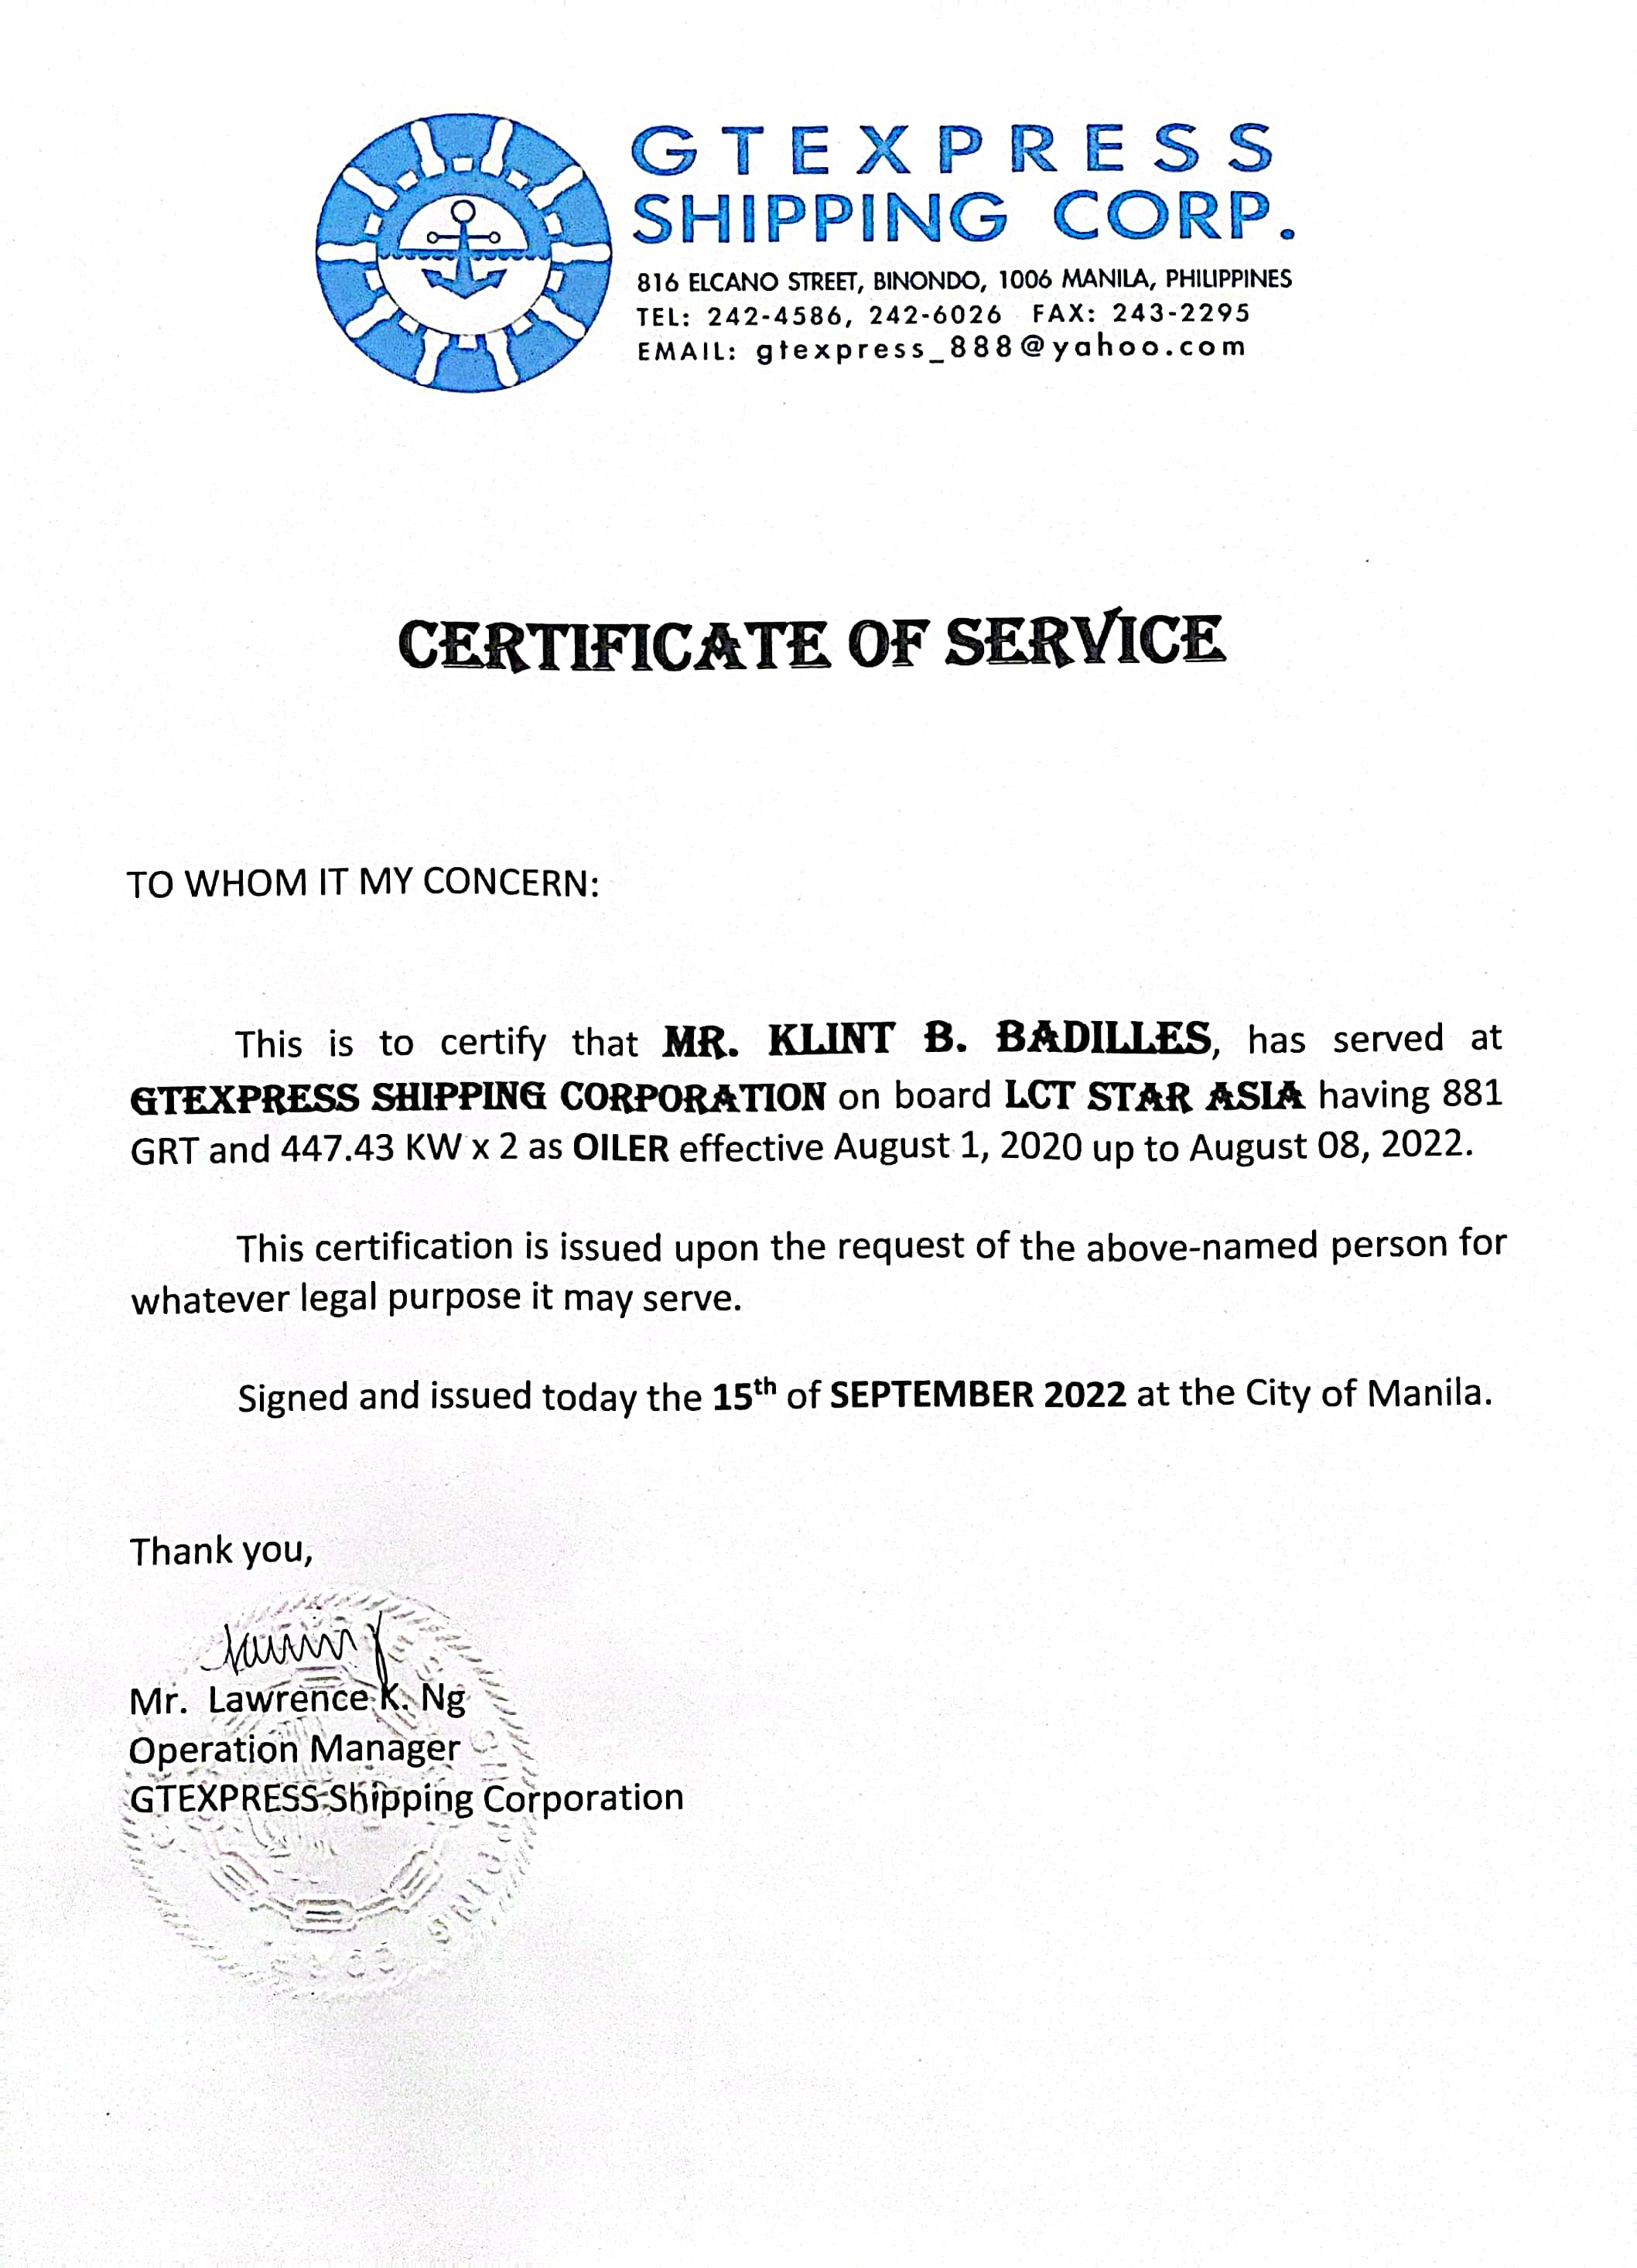 GTEXPRESS
SHIPPING CORP.
816 ELCANO STREET, BINONDO, 1006 MANILA, PHILIPPINES
TEL: 242-4586, 242-6026 FAX: 243-2295
EMAIL: gtexpress_888@yahoo.com
CERTIFICATE OF SERVICE
TO WHOM IT MY CONCERN:
This is to certify that MR. KLINT B. BADILLES, has served at
GTEXPRESS SHIPPING CORPORATION on board LCT STAR ASIA having 881
GRT and 447.43 KW x 2 as OILER effective August 1, 2020 up to August 08, 2022.
This certification is issued upon the request of the above-named person for
whatever legal purpose it may serve.
Signed and issued today the 15th of SEPTEMBER 2022 at the City of Manila.
Thank you,
Mr. Lawrence K. Ng
Operation Manager
GTEXPRESS Shipping Corporation